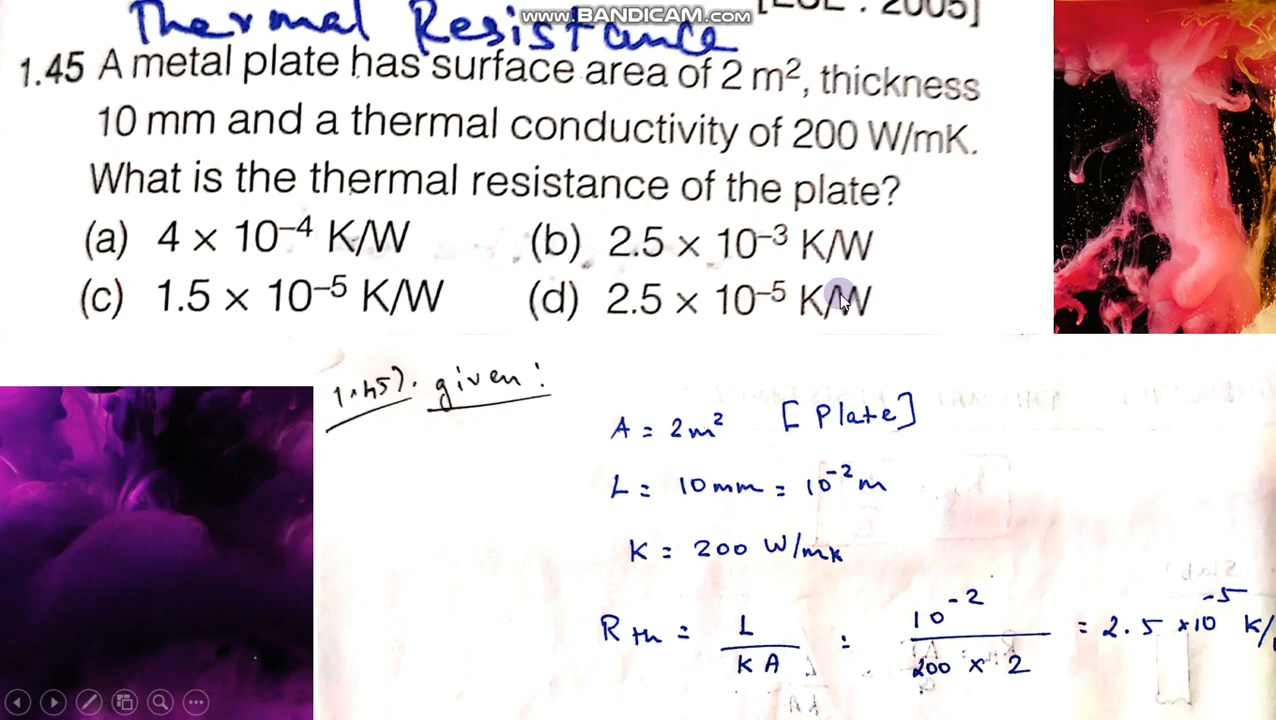 www.BANDICAM.com
Thermal Resistance
2005]
1.45 A metal plate has surface area of 2 m², thickness
10 mm and a thermal conductivity of 200 W/mK.
What is the thermal resistance of the plate?
(a) 4 × 10⁻⁴ K/W (b) 2.5 × 10⁻³ K/W
(c) 1.5 × 10⁻⁵ K/W (d) 2.5 × 10⁻⁵ K/W
1.45). given:
A = 2m² [Plate]
L = 10mm = 10⁻² m
K = 200 W/mk
Rth = L / KA = 10⁻² / 200 × 2 = 2.5 × 10⁻⁵ K/